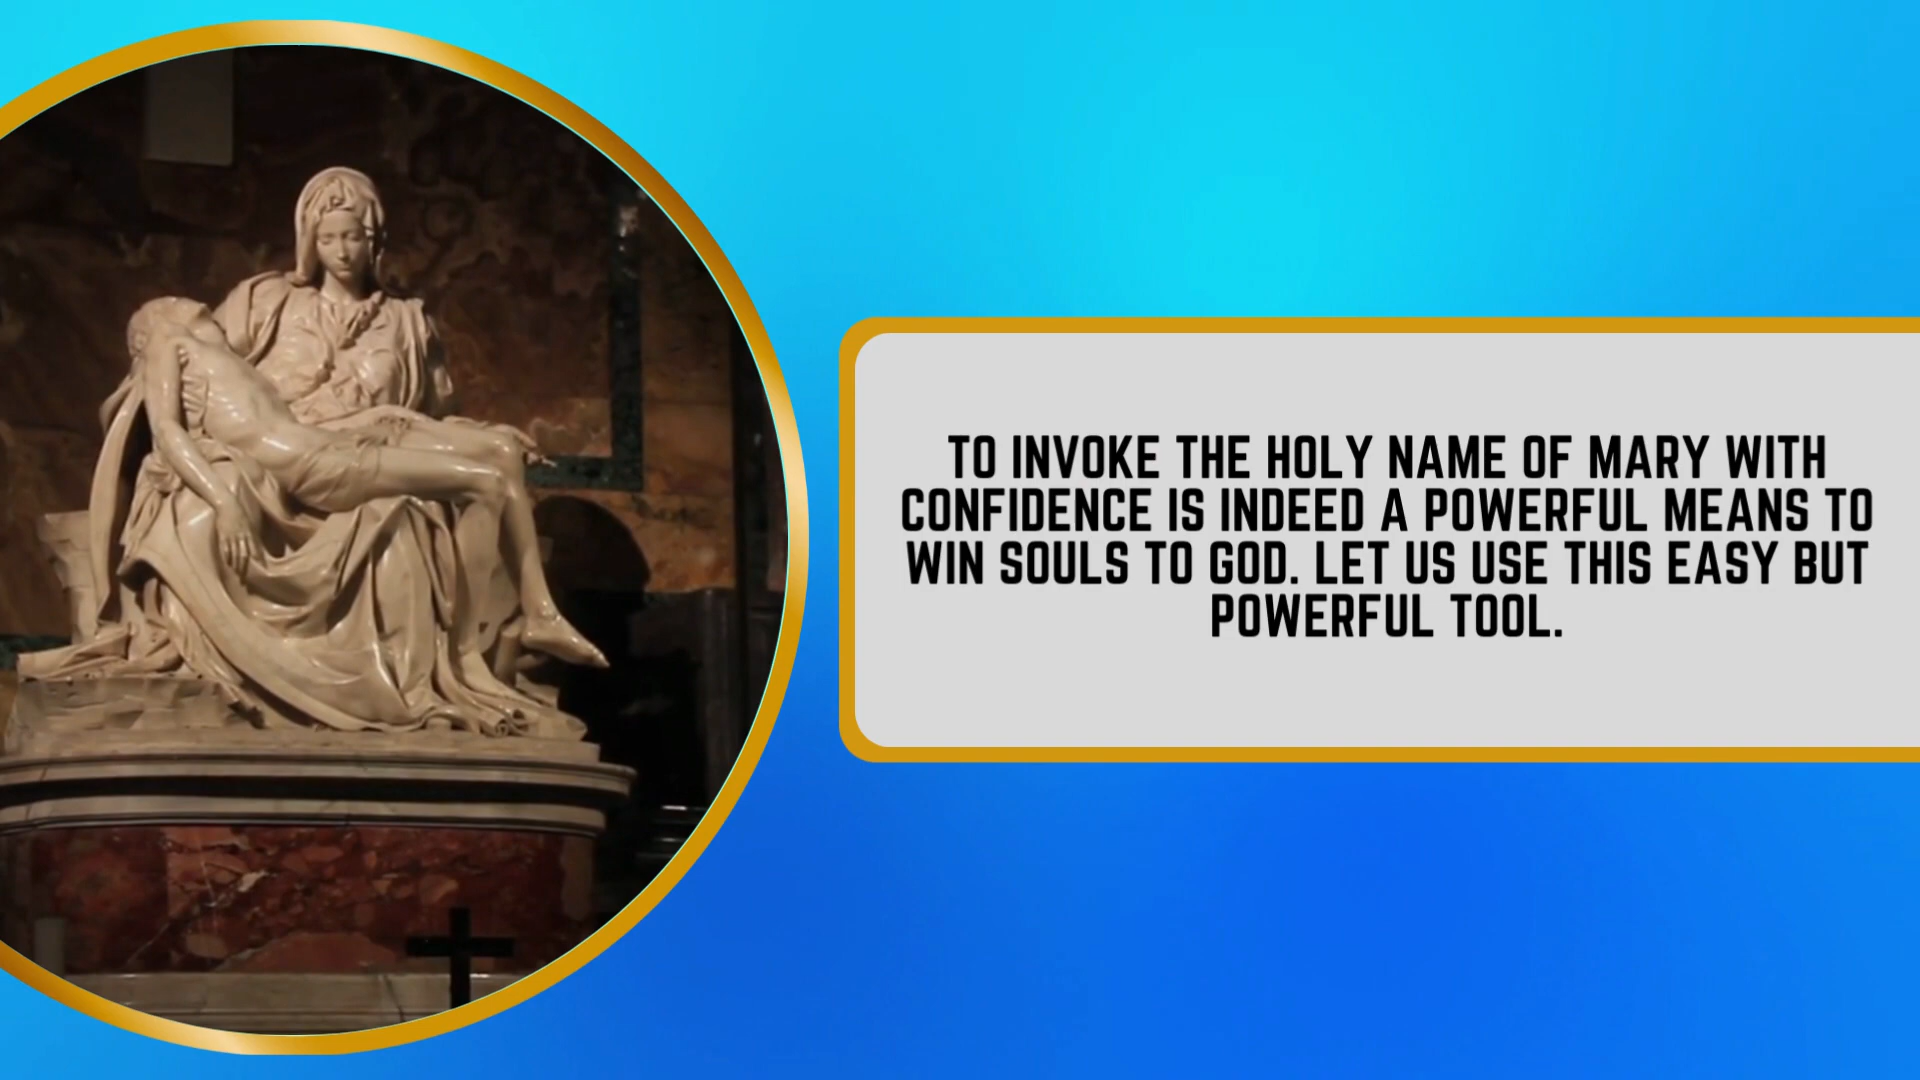 TO INVOKE THE HOLY NAME OF MARY WITH
CONFIDENCE IS INDEED A POWERFUL MEANS TO
WIN SOULS TO GOD. LET US USE THIS EASY BUT
POWERFUL TOOL.